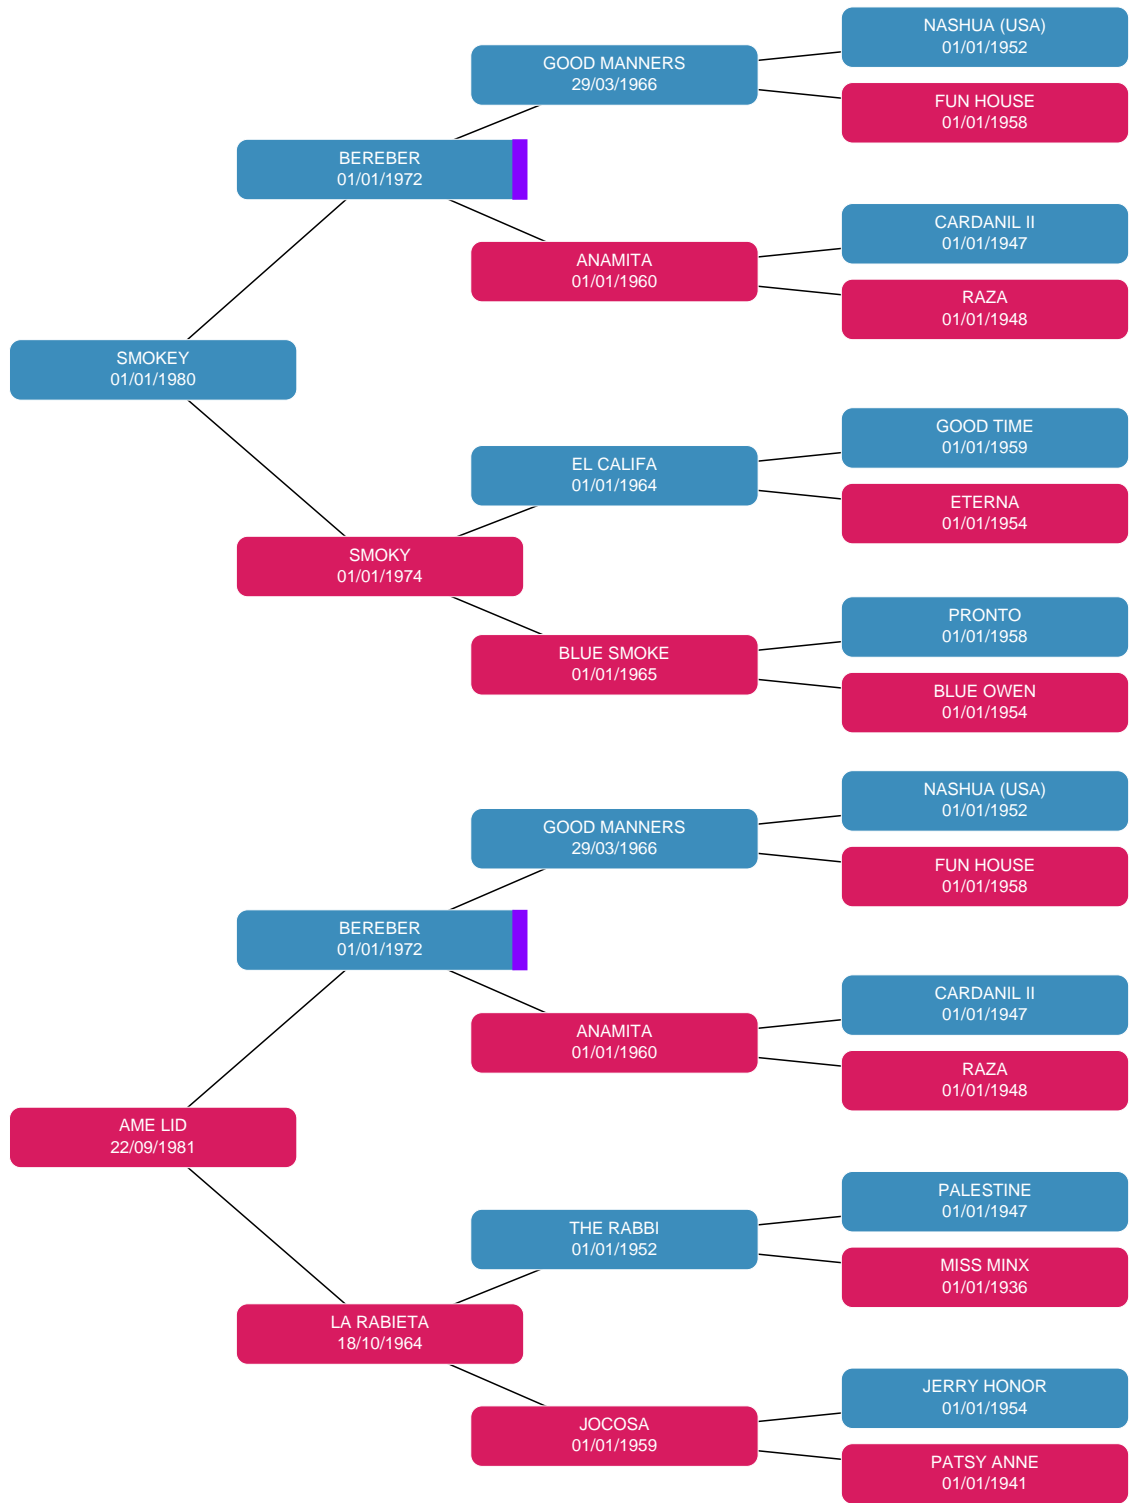 NASHUA (USA)
01/01/1952
GOOD MANNERS
29/03/1966
FUN HOUSE
01/01/1958
BEREBER
01/01/1972
CARDANIL II
01/01/1947
ANAMITA
01/01/1960
RAZA
01/01/1948
SMOKEY
01/01/1980
GOOD TIME
01/01/1959
EL CALIFA
01/01/1964
ETERNA
01/01/1954
SMOKY
01/01/1974
PRONTO
01/01/1958
BLUE SMOKE
01/01/1965
BLUE OWEN
01/01/1954
NASHUA (USA)
01/01/1952
GOOD MANNERS
29/03/1966
FUN HOUSE
01/01/1958
BEREBER
01/01/1972
CARDANIL II
01/01/1947
ANAMITA
01/01/1960
RAZA
01/01/1948
AME LID
22/09/1981
PALESTINE
01/01/1947
THE RABBI
01/01/1952
MISS MINX
01/01/1936
LA RABIETA
18/10/1964
JERRY HONOR
01/01/1954
JOCOSA
01/01/1959
PATSY ANNE
01/01/1941